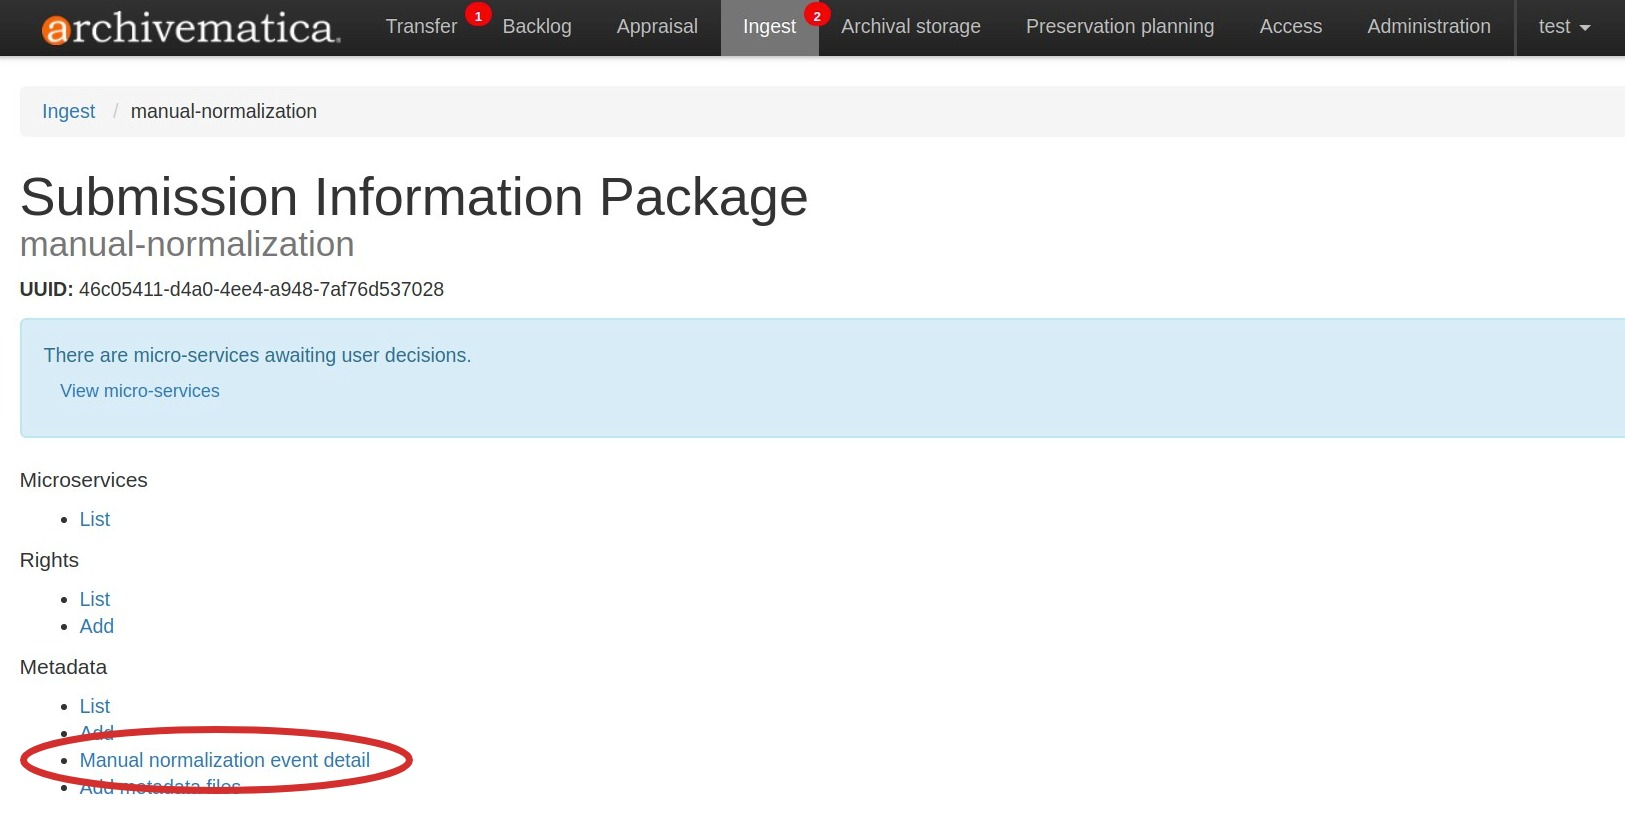 archivematica.
Transfer 1 Backlog Appraisal Ingest 2 Archival storage Preservation planning Access Administration test
Ingest / manual-normalization
Submission Information Package
manual-normalization
UUID: 46c05411-d4a0-4ee4-a948-7af76d537028
There are micro-services awaiting user decisions.
View micro-services
Microservices
• List
Rights
• List
• Add
Metadata
• List
• Add
• Manual normalization event detail
• Add metadata files